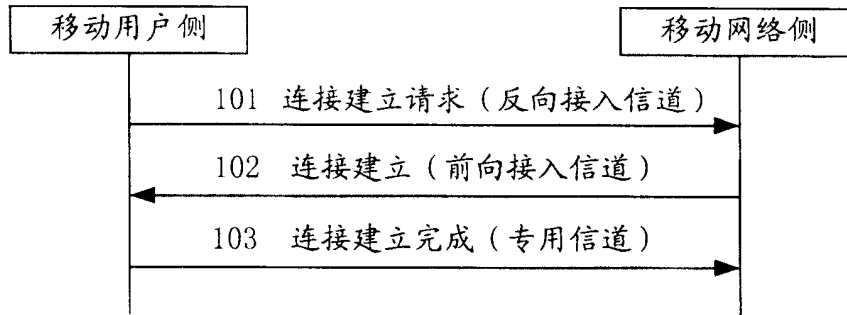 移动用户侧
移动网络侧
101 连接建立请求（反向接入信道）
102 连接建立（前向接入信道）
103 连接建立完成（专用信道）